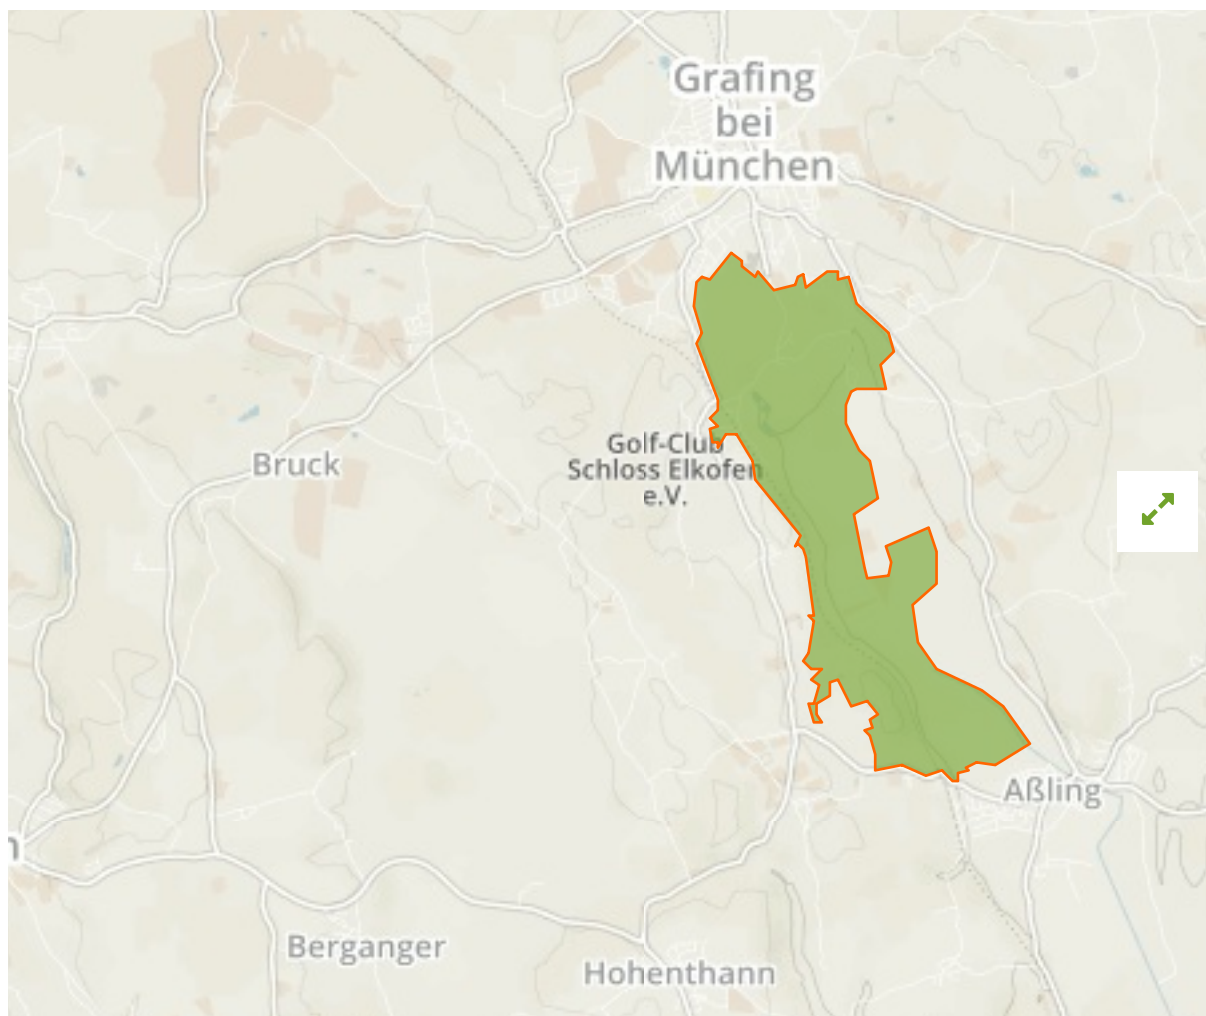 Grafing
bei
München
Golf-Club
Schloss Elkofen
e.V.
Bruck
Aßling
n
Berganger
Hohenthann